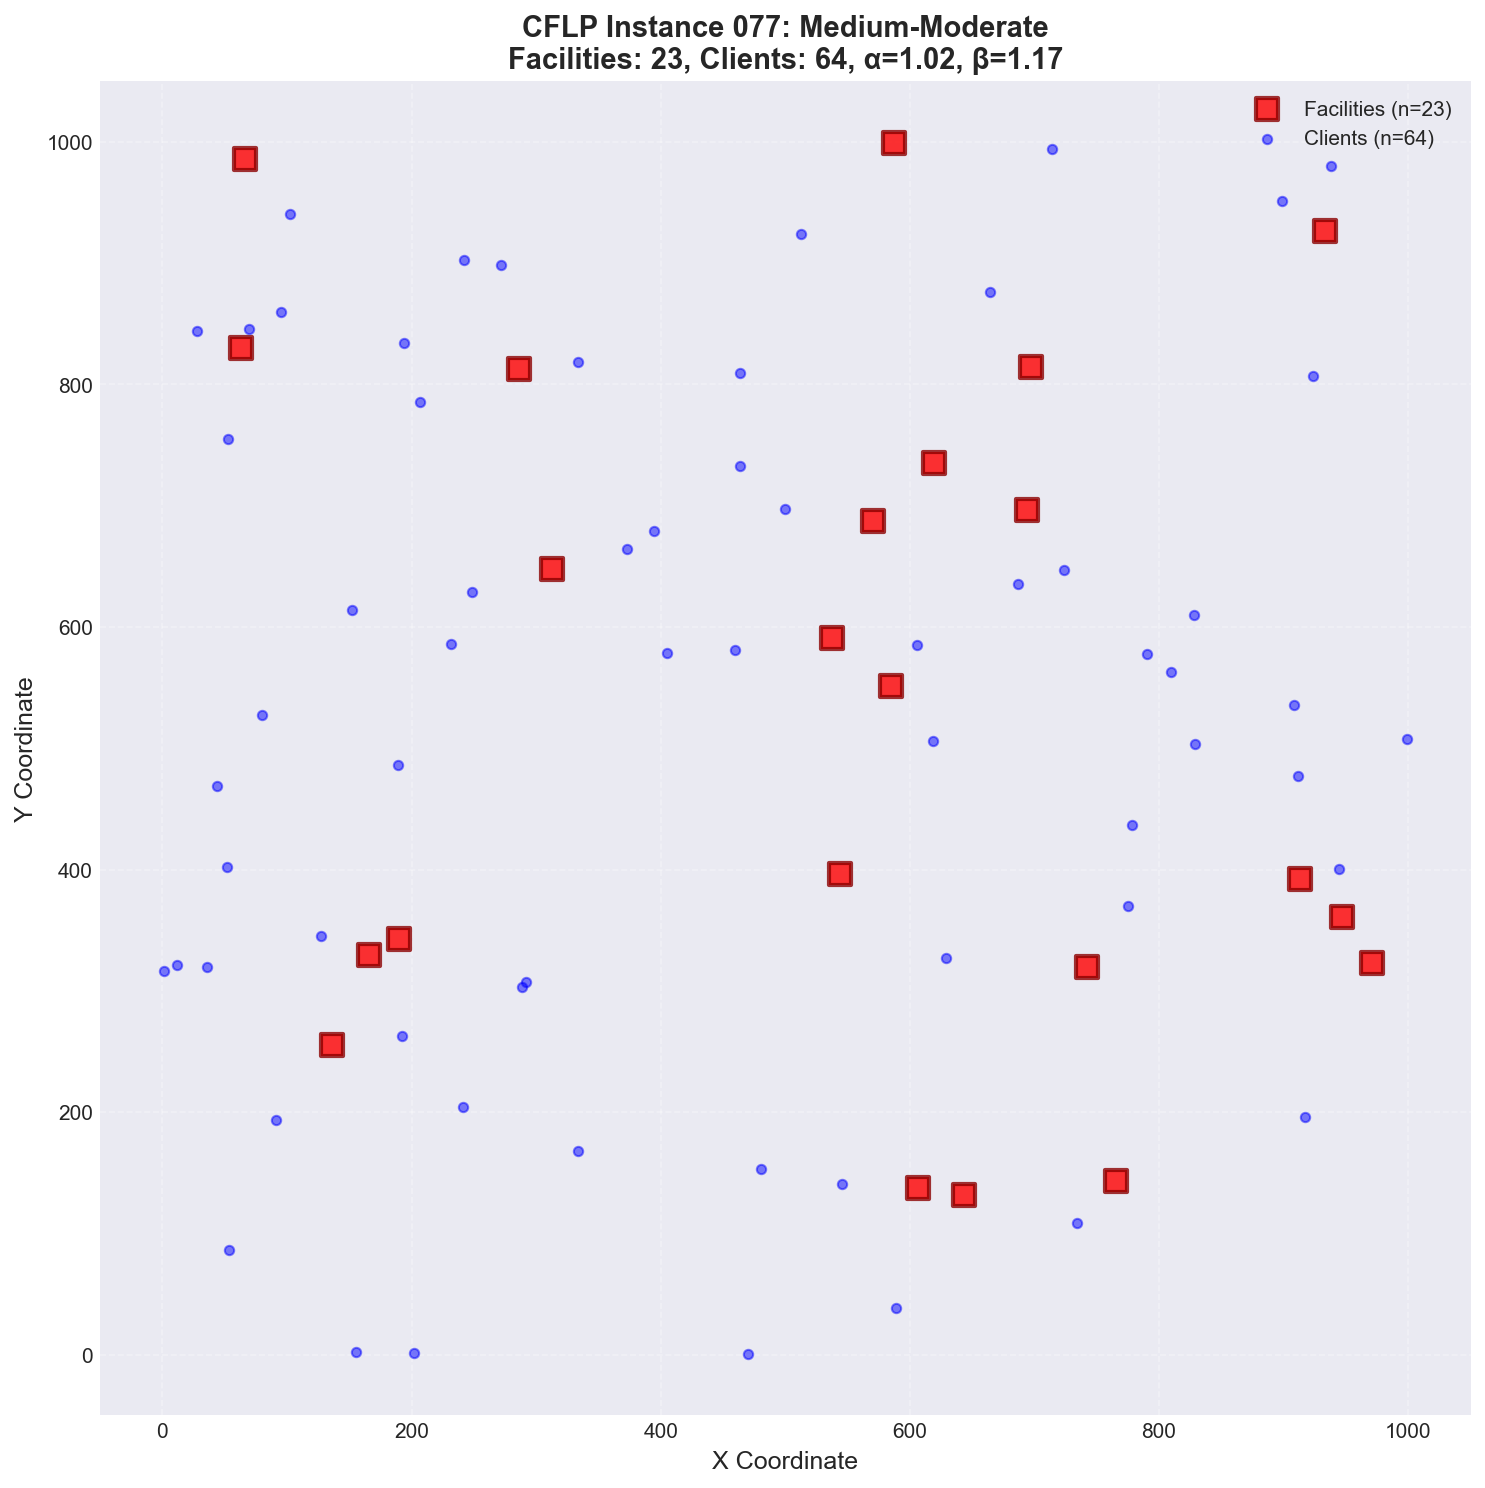 CFLP Instance 077: Medium-Moderate
Facilities: 23, Clients: 64, α=1.02, β=1.17
Facilities (n=23)
Clients (n=64)
1000
800
600
400
200
0
Y Coordinate
0 200 400 600 800 1000
X Coordinate